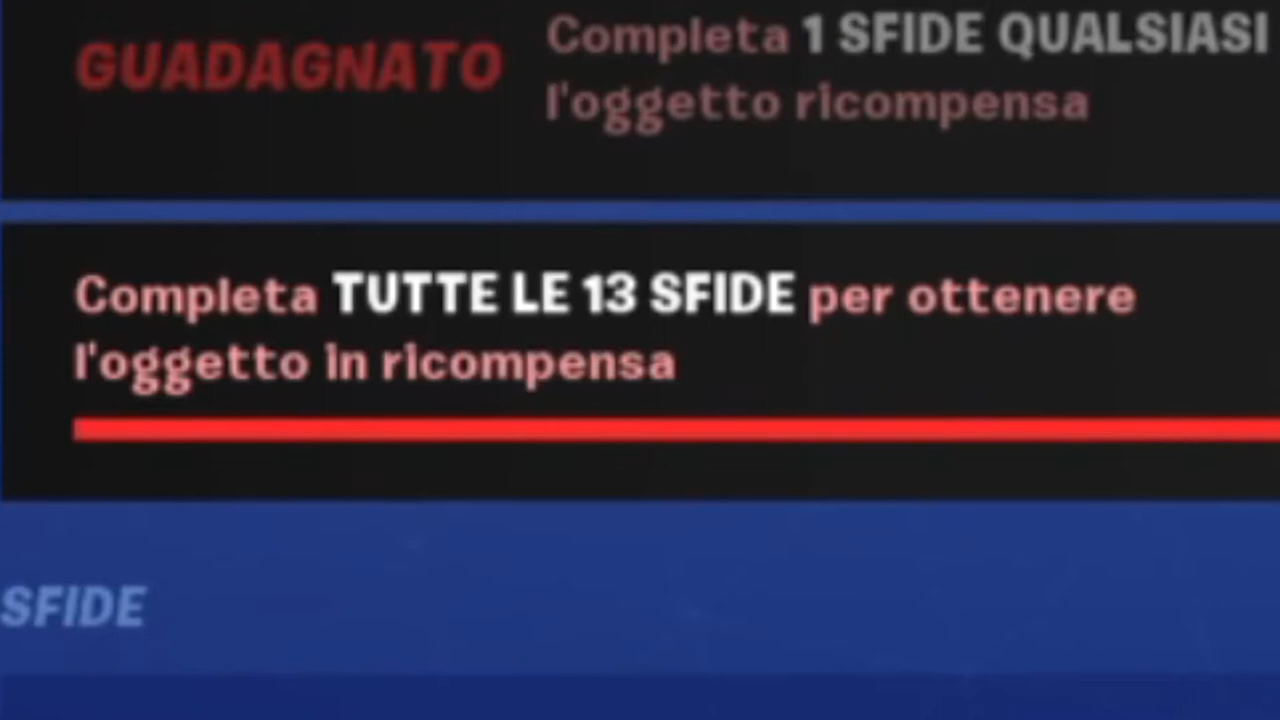 GUADAGNATO
Completa 1 SFIDE QUALSIASI
l'oggetto ricompensa
Completa TUTTE LE 13 SFIDE per ottenere
l'oggetto in ricompensa
SFIDE